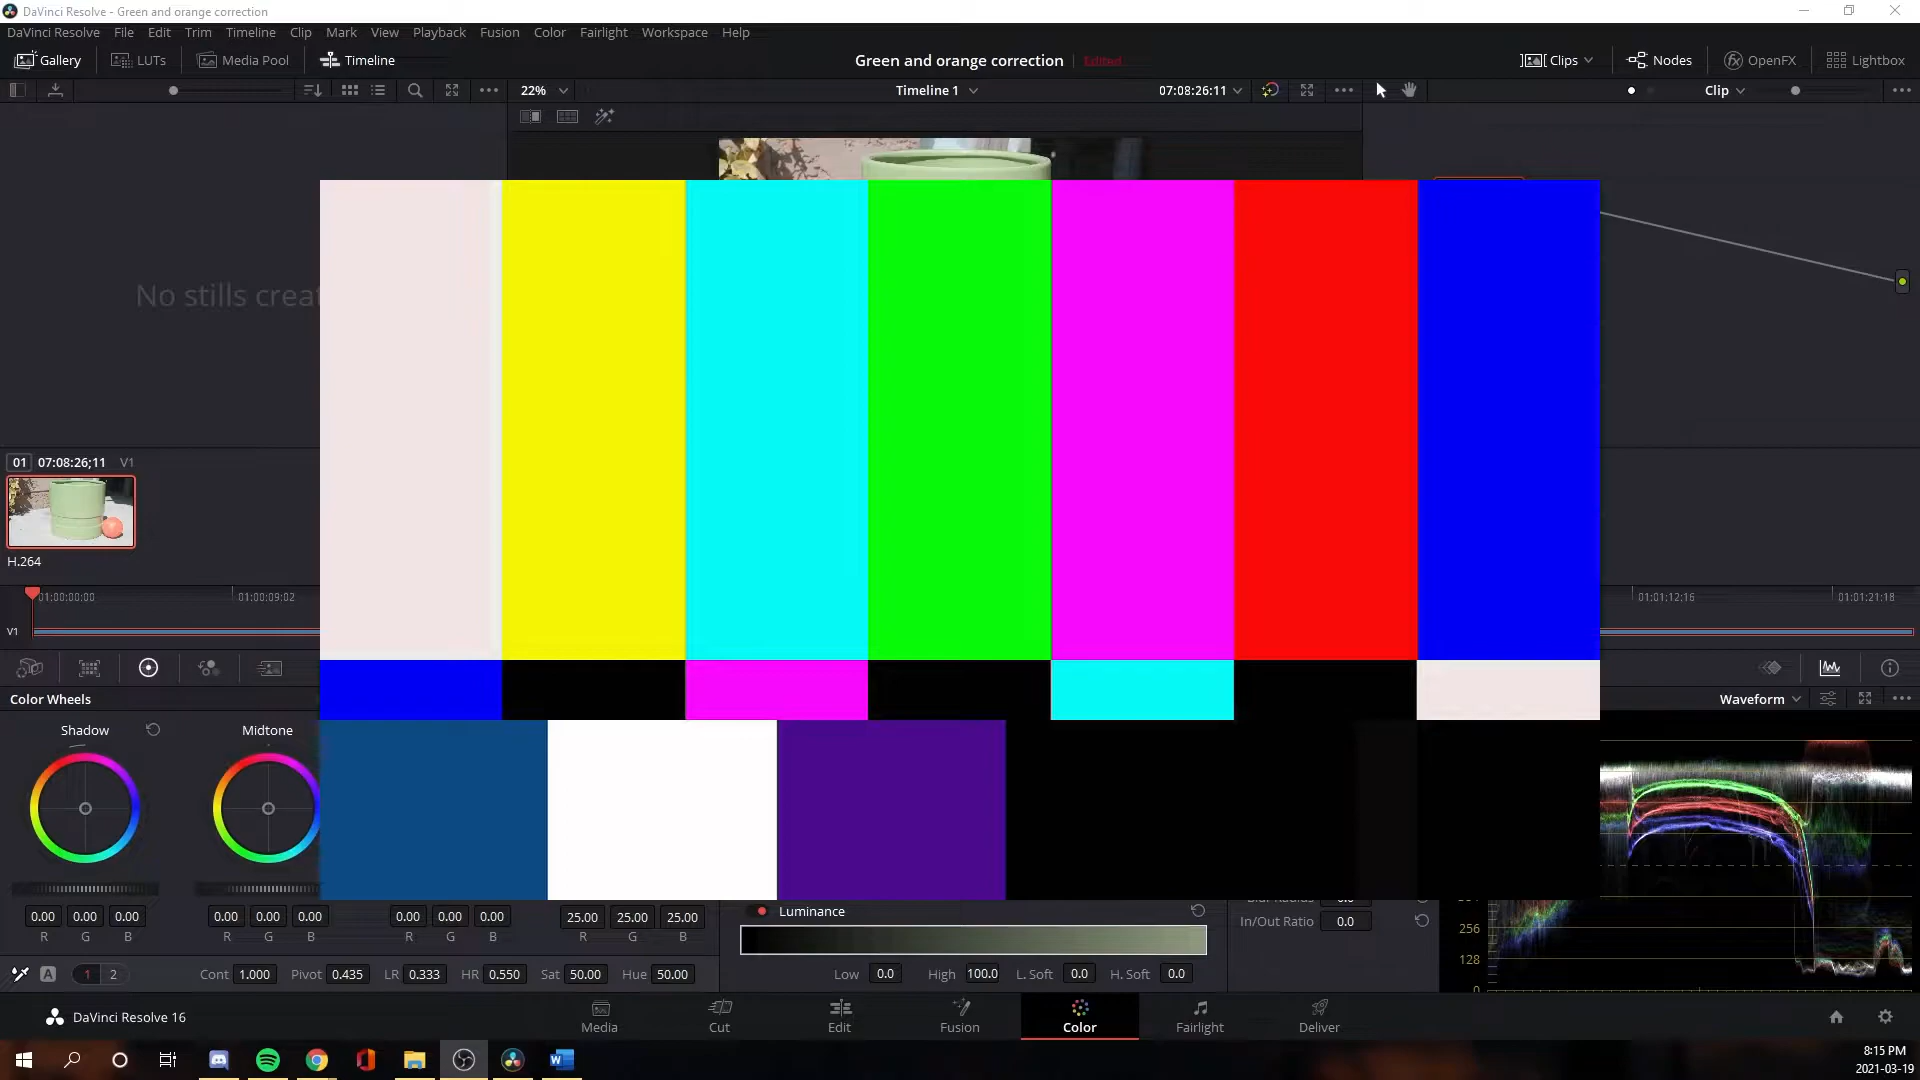 DaVinci Resolve - Green and orange correction
DaVinci Resolve File Edit Trim Timeline Clip Mark View Playback Fusion Color Fairlight Workspace Help
Gallery LUTs Media Pool Timeline Green and orange correction Edited Clips Nodes OpenFX Lightbox
22% Timeline 1 07:08:26:11 Clip
No stills creat
01 07:08:26;11 V1
H.264
01:00:00:00 01:00:09:02 01:01:12:16 01:01:21:18
V1
Color Wheels Waveform
Shadow Midtone
0.00 0.00 0.00 0.00 0.00 0.00 0.00 0.00 0.00 25.00 25.00 25.00 Luminance In/Out Ratio 0.0
R G B R G B R G B R G B
256
128
0
A 1 2 Cont 1.000 Pivot 0.435 LR 0.333 HR 0.550 Sat 50.00 Hue 50.00 Low 0.0 High 100.0 L. Soft 0.0 H. Soft 0.0
DaVinci Resolve 16 Media Cut Edit Fusion Color Fairlight Deliver
8:15 PM
2021-03-19